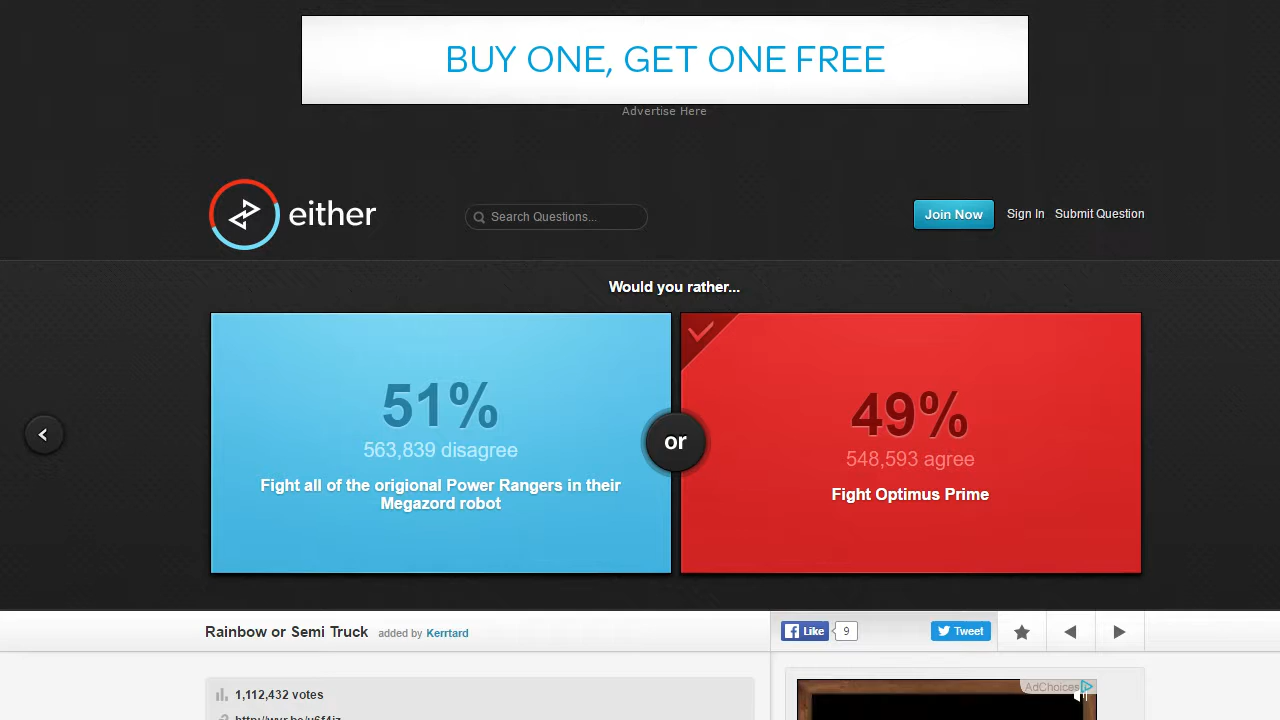 BUY ONE, GET ONE FREE
Advertise Here
either
Search Questions...
Join Now
Sign In
Submit Question
Would you rather...
51%
563,839 disagree
Fight all of the origional Power Rangers in their
Megazord robot
or
49%
548,593 agree
Fight Optimus Prime
Rainbow or Semi Truck added by Kerrtard
Like
9
Tweet
1,112,432 votes
AdChoices